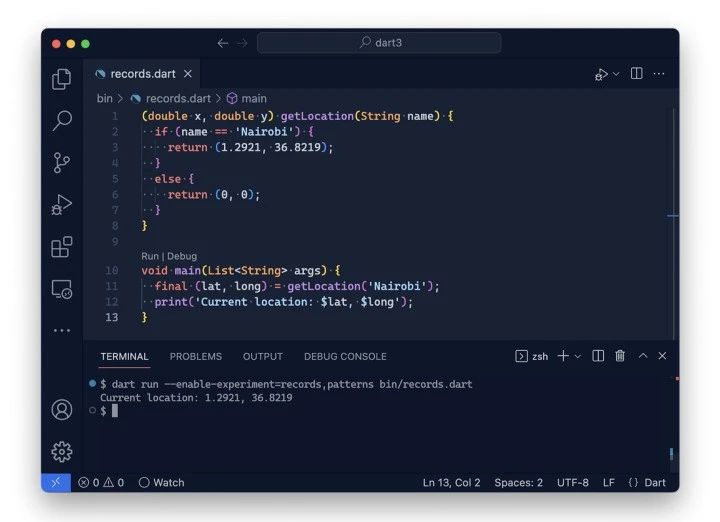 dart3
records.dart
bin > records.dart > main
1 (double x, double y) getLocation(String name) {
2 if (name == 'Nairobi') {
3 return (1.2921, 36.8219);
4 }
5 else {
6 return (0, 0);
7 }
8 }
9
Run | Debug
10 void main(List<String> args) {
11 final (lat, long) = getLocation('Nairobi');
12 print('Current location: $lat, $long');
13 }
TERMINAL PROBLEMS OUTPUT DEBUG CONSOLE zsh
$ dart run --enable-experiment=records,patterns bin/records.dart
Current location: 1.2921, 36.8219
$
0 0 Watch Ln 13, Col 2 Spaces: 2 UTF-8 LF {} Dart